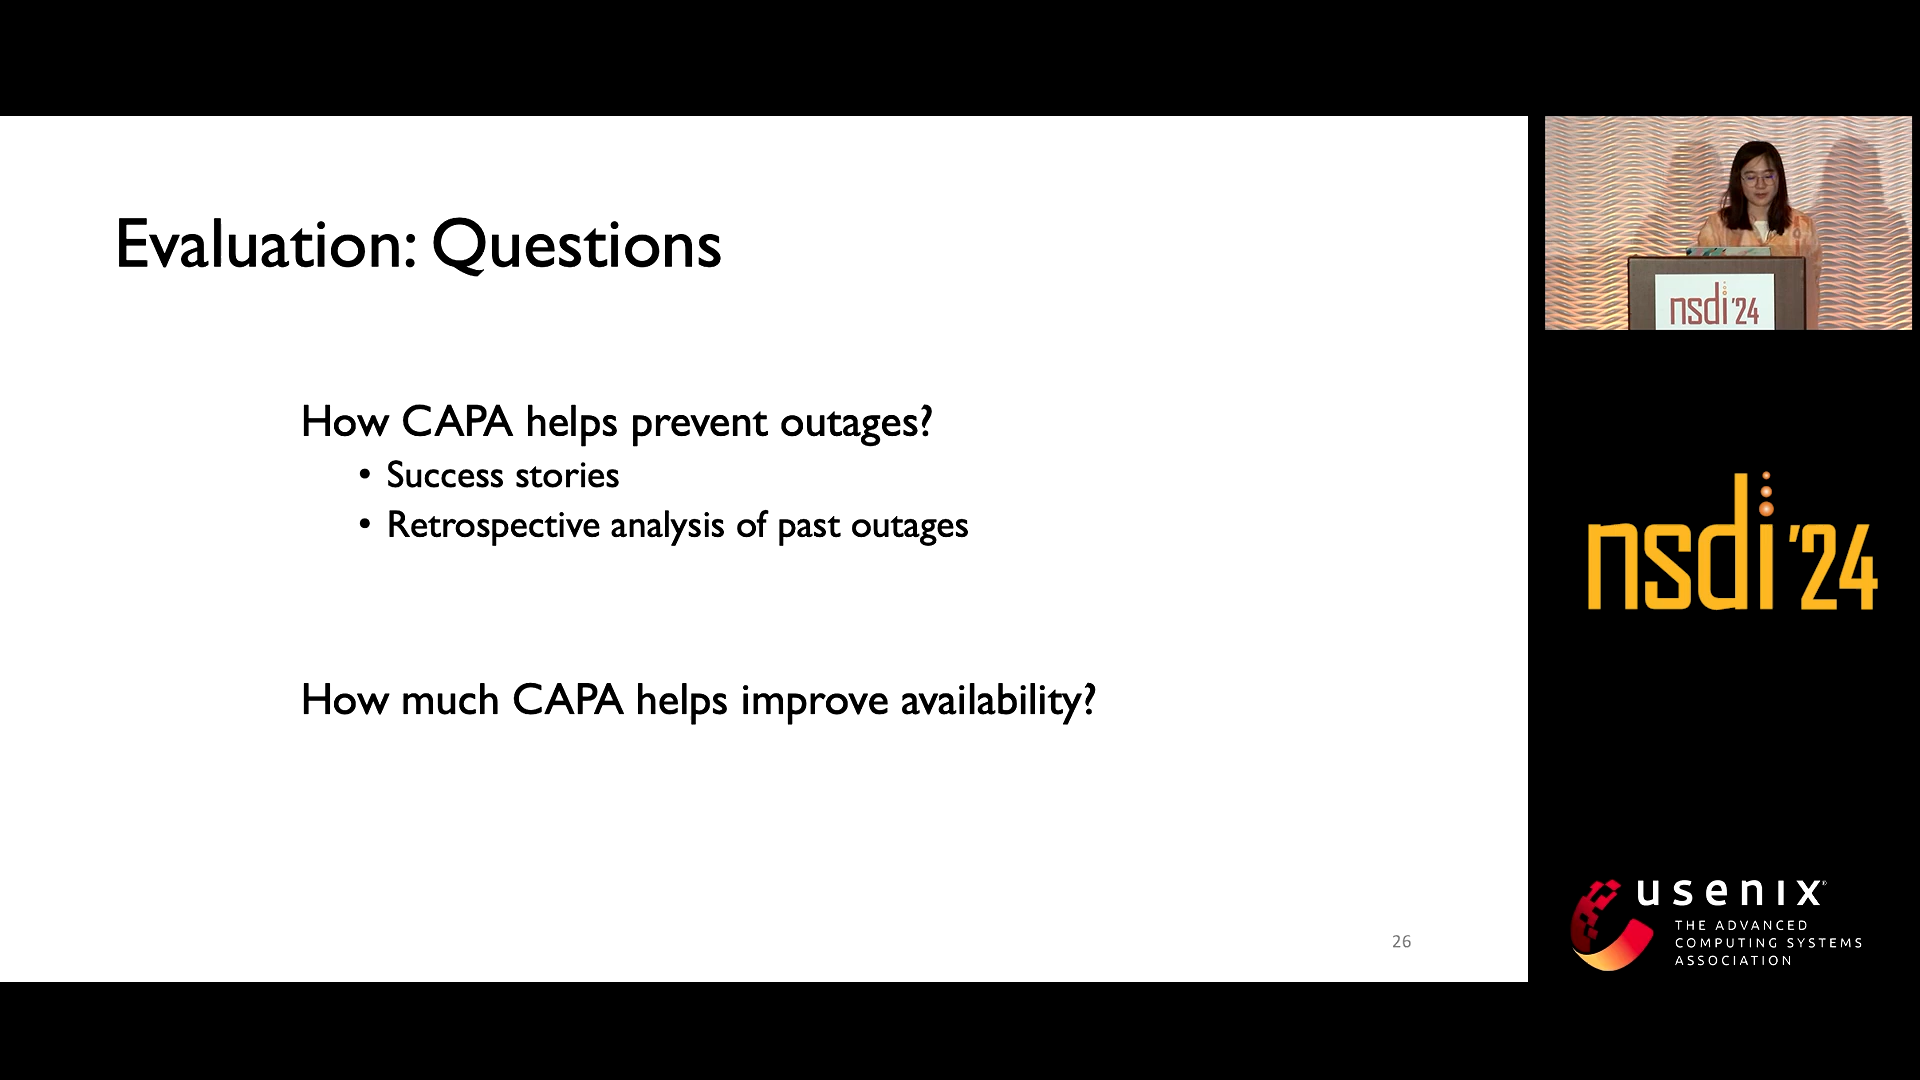 Evaluation: Questions
How CAPA helps prevent outages?
• Success stories
• Retrospective analysis of past outages
How much CAPA helps improve availability?
26
nsdi '24
nsdi '24
usenix®
THE ADVANCED
COMPUTING SYSTEMS
ASSOCIATION